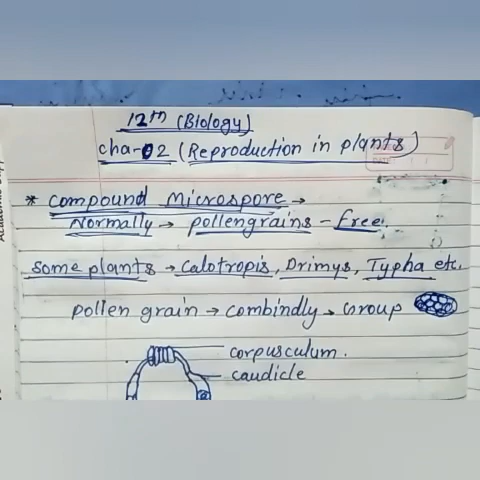 12th (Biology)
cha-02 (Reproduction in plants)
* compound Microspore →
Normally → pollengrains - free.
some plants → Calotropis, Drimys, Typha etc.
pollen grain → combindly → Group
corpusculum.
caudicle